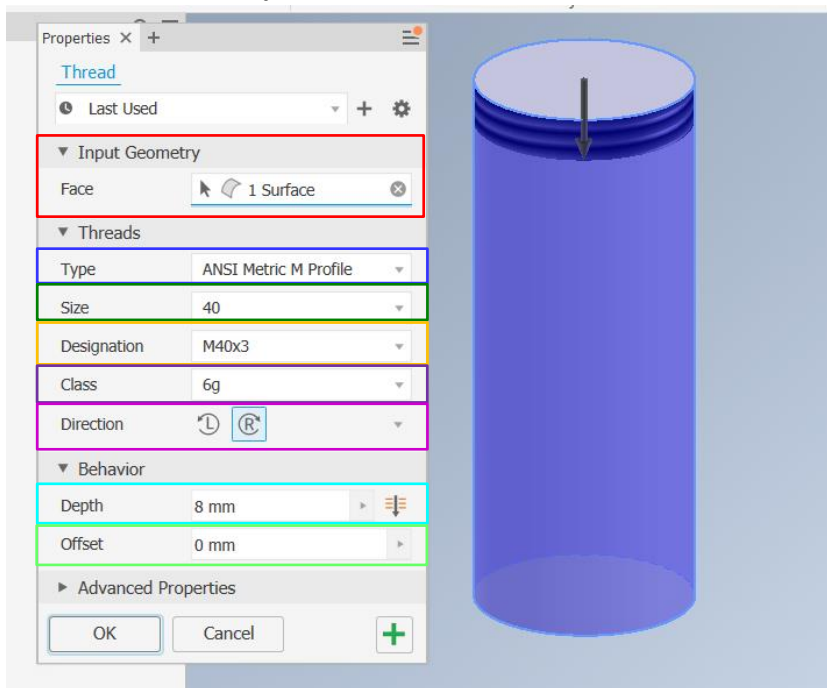 Properties
Thread
Last Used
Input Geometry
Face 1 Surface
Threads
Type ANSI Metric M Profile
Size 40
Designation M40x3
Class 6g
Direction L R
Behavior
Depth 8 mm
Offset 0 mm
Advanced Properties
OK Cancel